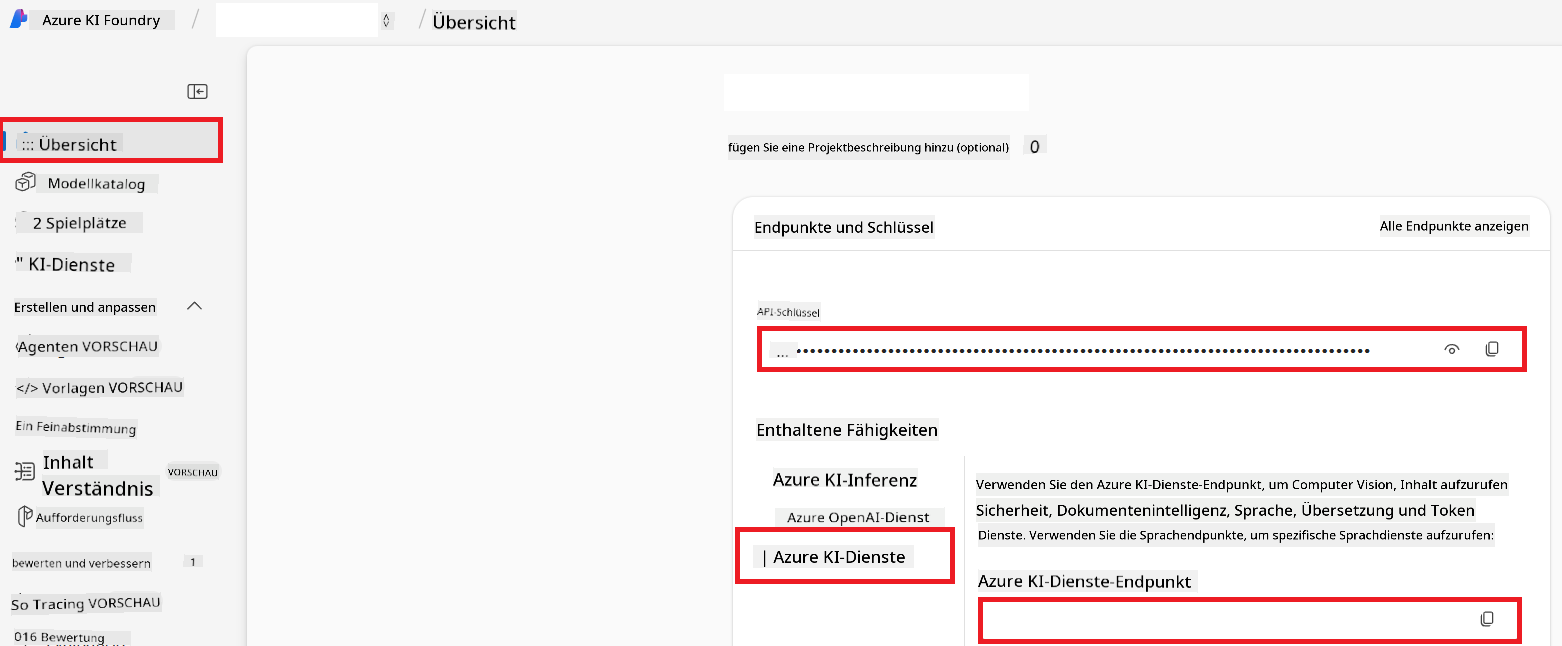 Azure KI Foundry / / Übersicht
::: Übersicht
Modellkatalog
2 Spielplätze
" KI-Dienste
Erstellen und anpassen
Agenten VORSCHAU
</> Vorlagen VORSCHAU
Ein Feinabstimmung
Inhalt
Verständnis VORSCHAU
Aufforderungsfluss
bewerten und verbessern 1
So Tracing VORSCHAU
016 Bewertung
fügen Sie eine Projektbeschreibung hinzu (optional) 0
Endpunkte und Schlüssel
Alle Endpunkte anzeigen
API-Schlüssel
... ••••••••••••••••••••••••••••••••••••••••••••••••••••••••••••••••••••••••••••••••
Enthaltene Fähigkeiten
Azure KI-Inferenz
Azure OpenAI-Dienst
| Azure KI-Dienste
Verwenden Sie den Azure KI-Dienste-Endpunkt, um Computer Vision, Inhalt aufzurufen
Sicherheit, Dokumentenintelligenz, Sprache, Übersetzung und Token
Dienste. Verwenden Sie die Sprachendpunkte, um spezifische Sprachdienste aufzurufen:
Azure KI-Dienste-Endpunkt